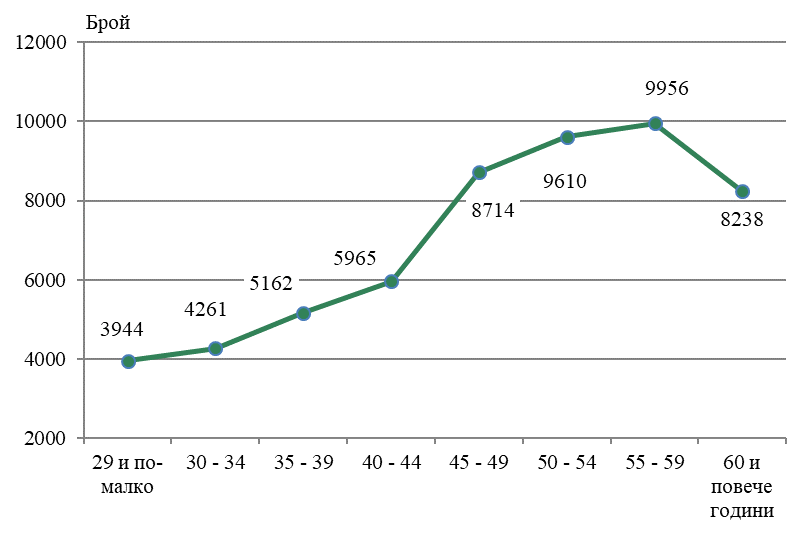 Брой
12000
10000
8000
6000
4000
2000
3944
4261
5162
5965
8714
9610
9956
8238
29 и по-
малко
30 - 34
35 - 39
40 - 44
45 - 49
50 - 54
55 - 59
60 и
повече
години